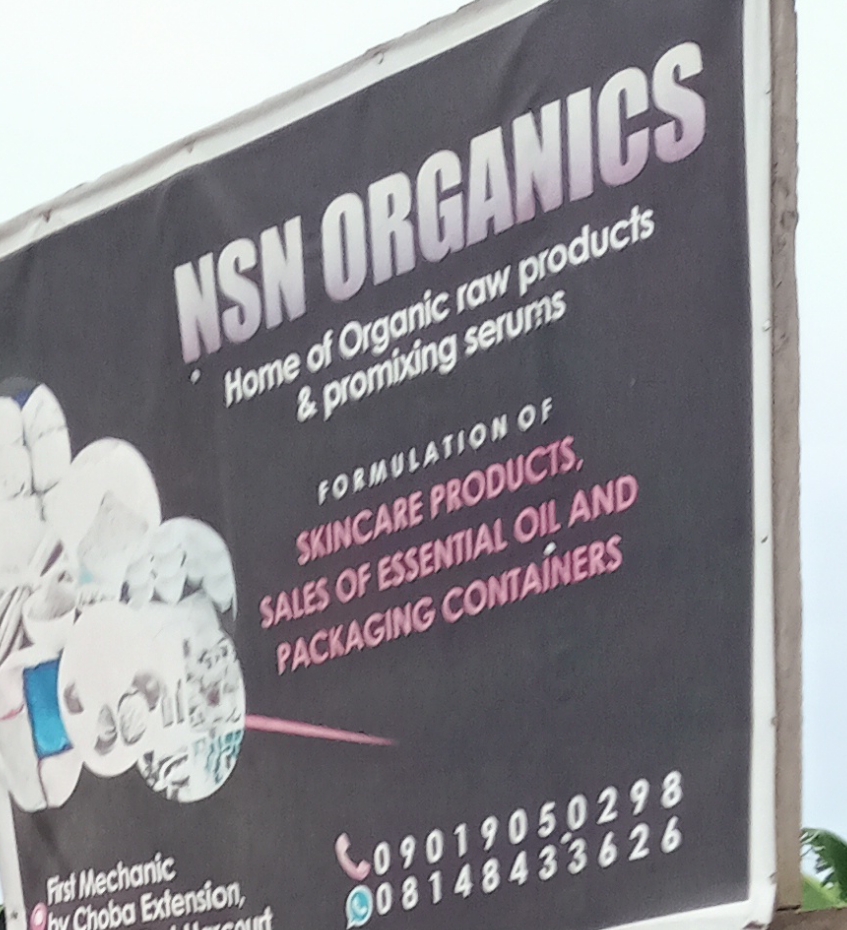 NSN ORGANICS
Home of Organic raw products
& promixing serums
FORMULATION OF
SKINCARE PRODUCTS,
SALES OF ESSENTIAL OIL AND
PACKAGING CONTAINERS
09019050298
08148433626
First Mechanic
by Choba Extension,